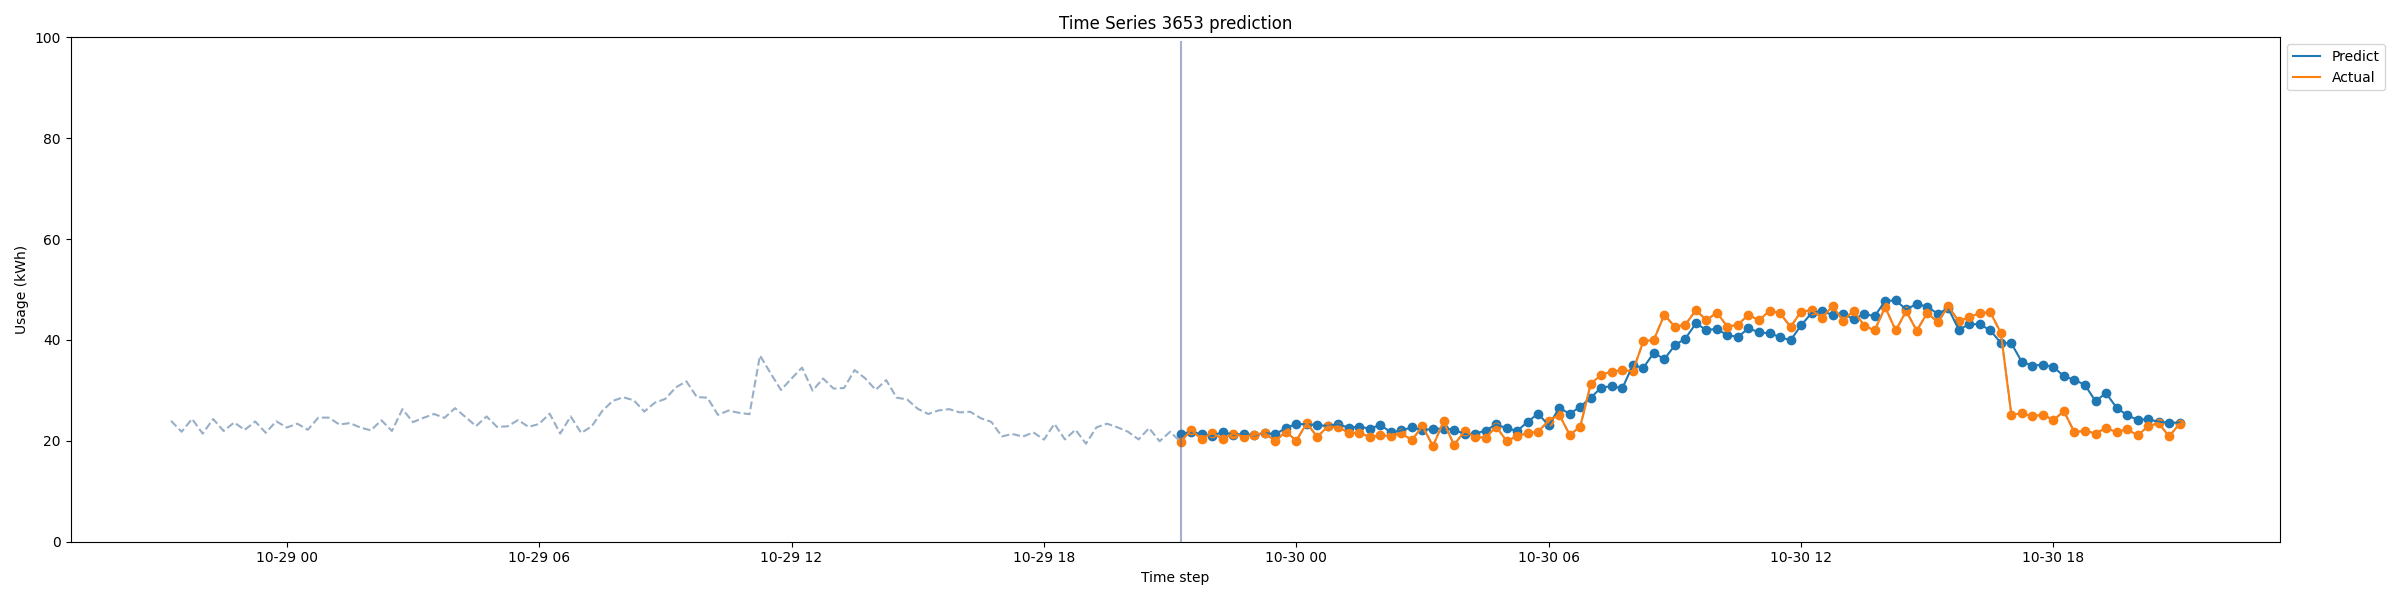 Time Series 3653 prediction
100
80
60
40
20
0
Usage (kWh)
Predict
Actual
10-29 00
10-29 06
10-29 12
10-29 18
10-30 00
10-30 06
10-30 12
10-30 18
Time step